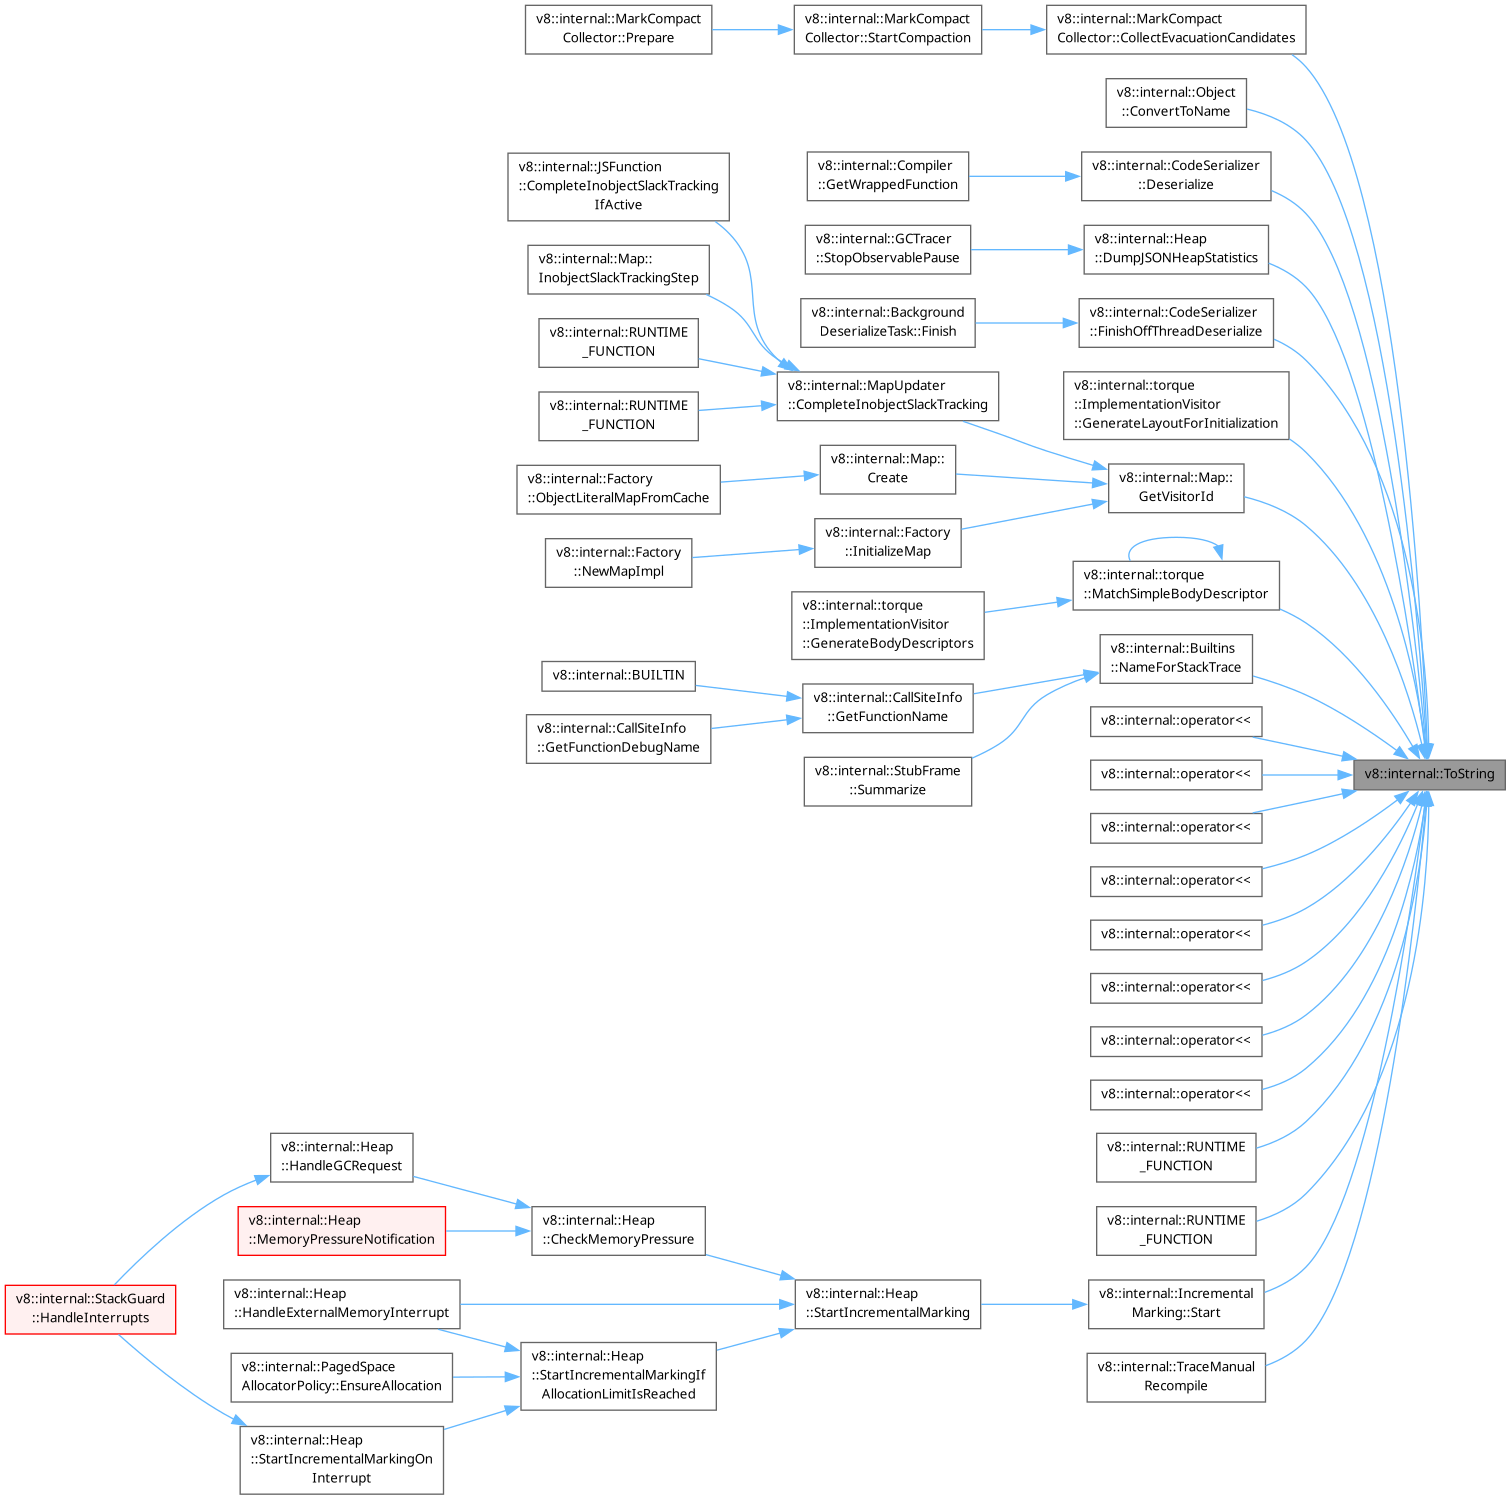 v8::internal::MarkCompact
Collector::Prepare
v8::internal::MarkCompact
Collector::StartCompaction
v8::internal::MarkCompact
Collector::CollectEvacuationCandidates
v8::internal::Object
::ConvertToName
v8::internal::JSFunction
::CompleteInobjectSlackTracking
IfActive
v8::internal::Compiler
::GetWrappedFunction
v8::internal::CodeSerializer
::Deserialize
v8::internal::Map::
InobjectSlackTrackingStep
v8::internal::GCTracer
::StopObservablePause
v8::internal::Heap
::DumpJSONHeapStatistics
v8::internal::RUNTIME
_FUNCTION
v8::internal::Background
DeserializeTask::Finish
v8::internal::CodeSerializer
::FinishOffThreadDeserialize
v8::internal::RUNTIME
_FUNCTION
v8::internal::MapUpdater
::CompleteInobjectSlackTracking
v8::internal::torque
::ImplementationVisitor
::GenerateLayoutForInitialization
v8::internal::Factory
::ObjectLiteralMapFromCache
v8::internal::Map::
Create
v8::internal::Map::
GetVisitorId
v8::internal::Factory
::NewMapImpl
v8::internal::Factory
::InitializeMap
v8::internal::torque
::MatchSimpleBodyDescriptor
v8::internal::torque
::ImplementationVisitor
::GenerateBodyDescriptors
v8::internal::BUILTIN
v8::internal::CallSiteInfo
::GetFunctionName
v8::internal::Builtins
::NameForStackTrace
v8::internal::CallSiteInfo
::GetFunctionDebugName
v8::internal::StubFrame
::Summarize
v8::internal::operator<<
v8::internal::operator<<
v8::internal::ToString
v8::internal::operator<<
v8::internal::operator<<
v8::internal::operator<<
v8::internal::operator<<
v8::internal::operator<<
v8::internal::operator<<
v8::internal::Heap
::HandleGCRequest
v8::internal::RUNTIME
_FUNCTION
v8::internal::Heap
::MemoryPressureNotification
v8::internal::Heap
::CheckMemoryPressure
v8::internal::RUNTIME
_FUNCTION
v8::internal::StackGuard
::HandleInterrupts
v8::internal::Heap
::HandleExternalMemoryInterrupt
v8::internal::Heap
::StartIncrementalMarking
v8::internal::Incremental
Marking::Start
v8::internal::PagedSpace
AllocatorPolicy::EnsureAllocation
v8::internal::Heap
::StartIncrementalMarkingIf
AllocationLimitIsReached
v8::internal::TraceManual
Recompile
v8::internal::Heap
::StartIncrementalMarkingOn
Interrupt